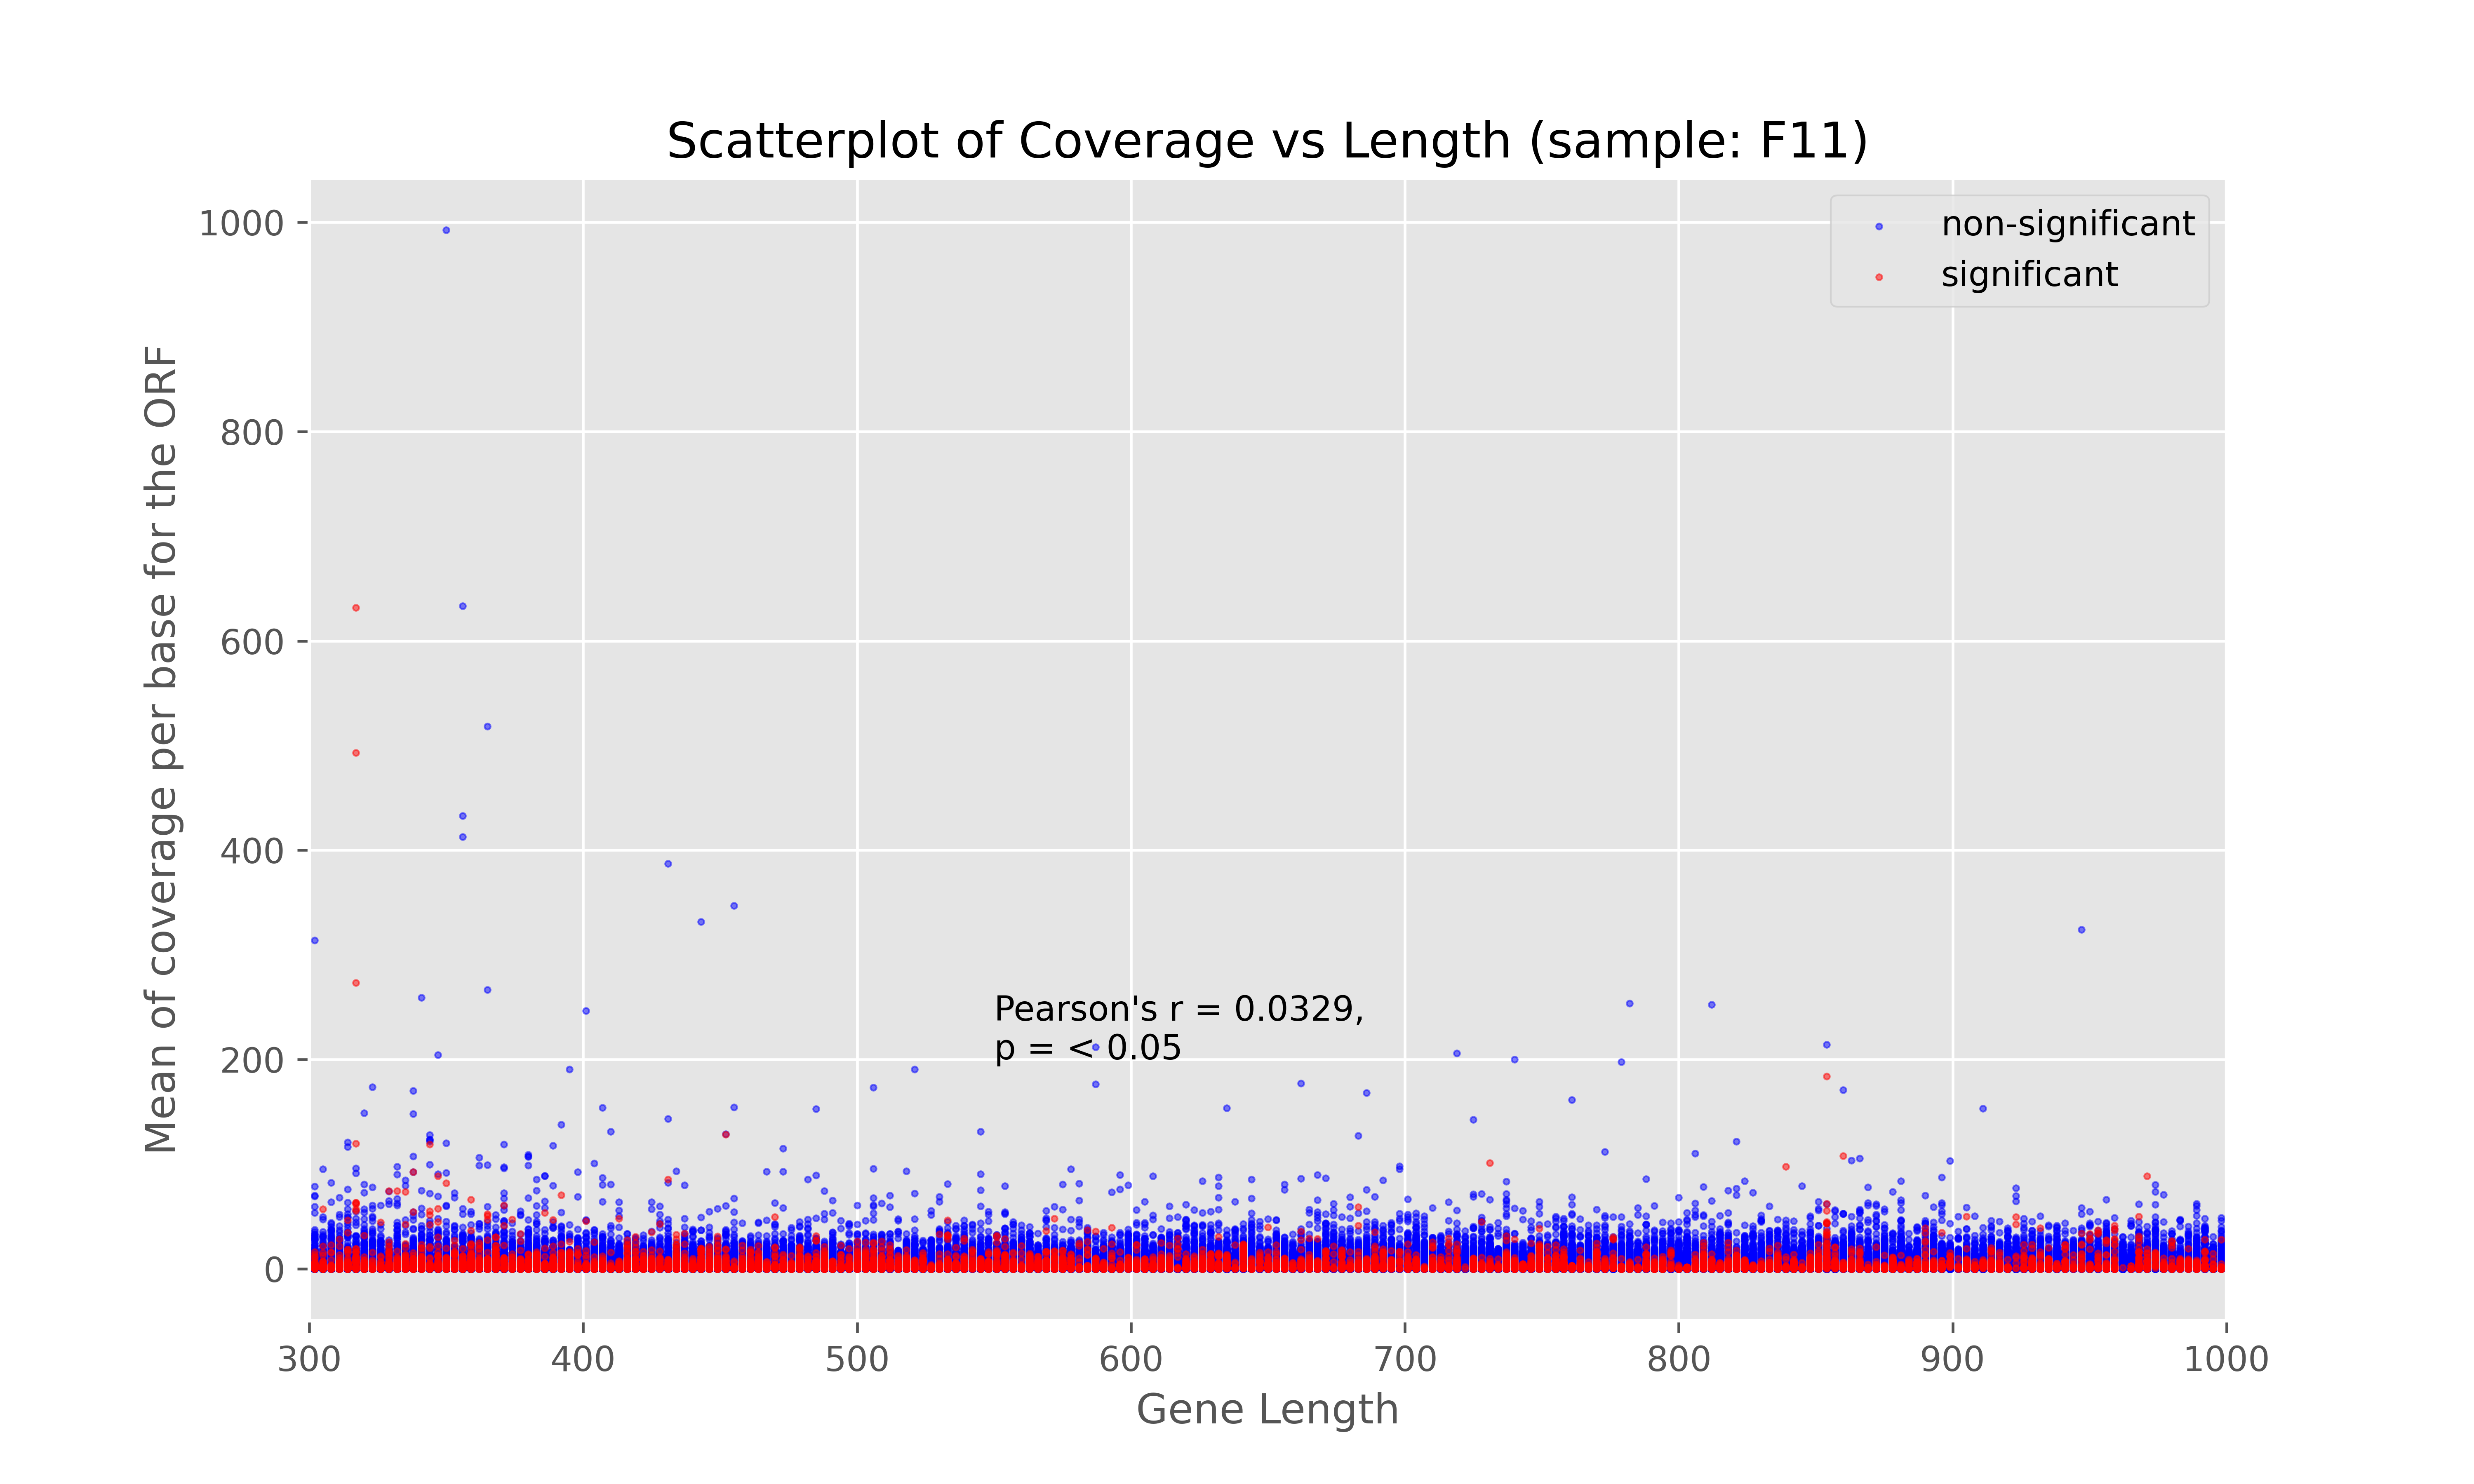 Scatterplot of Coverage vs Length (sample: F11)
non-significant
significant
Mean of coverage per base for the ORF
1000
800
600
400
200
0
Pearson's r = 0.0329,
p = < 0.05
300 400 500 600 700 800 900 1000
Gene Length